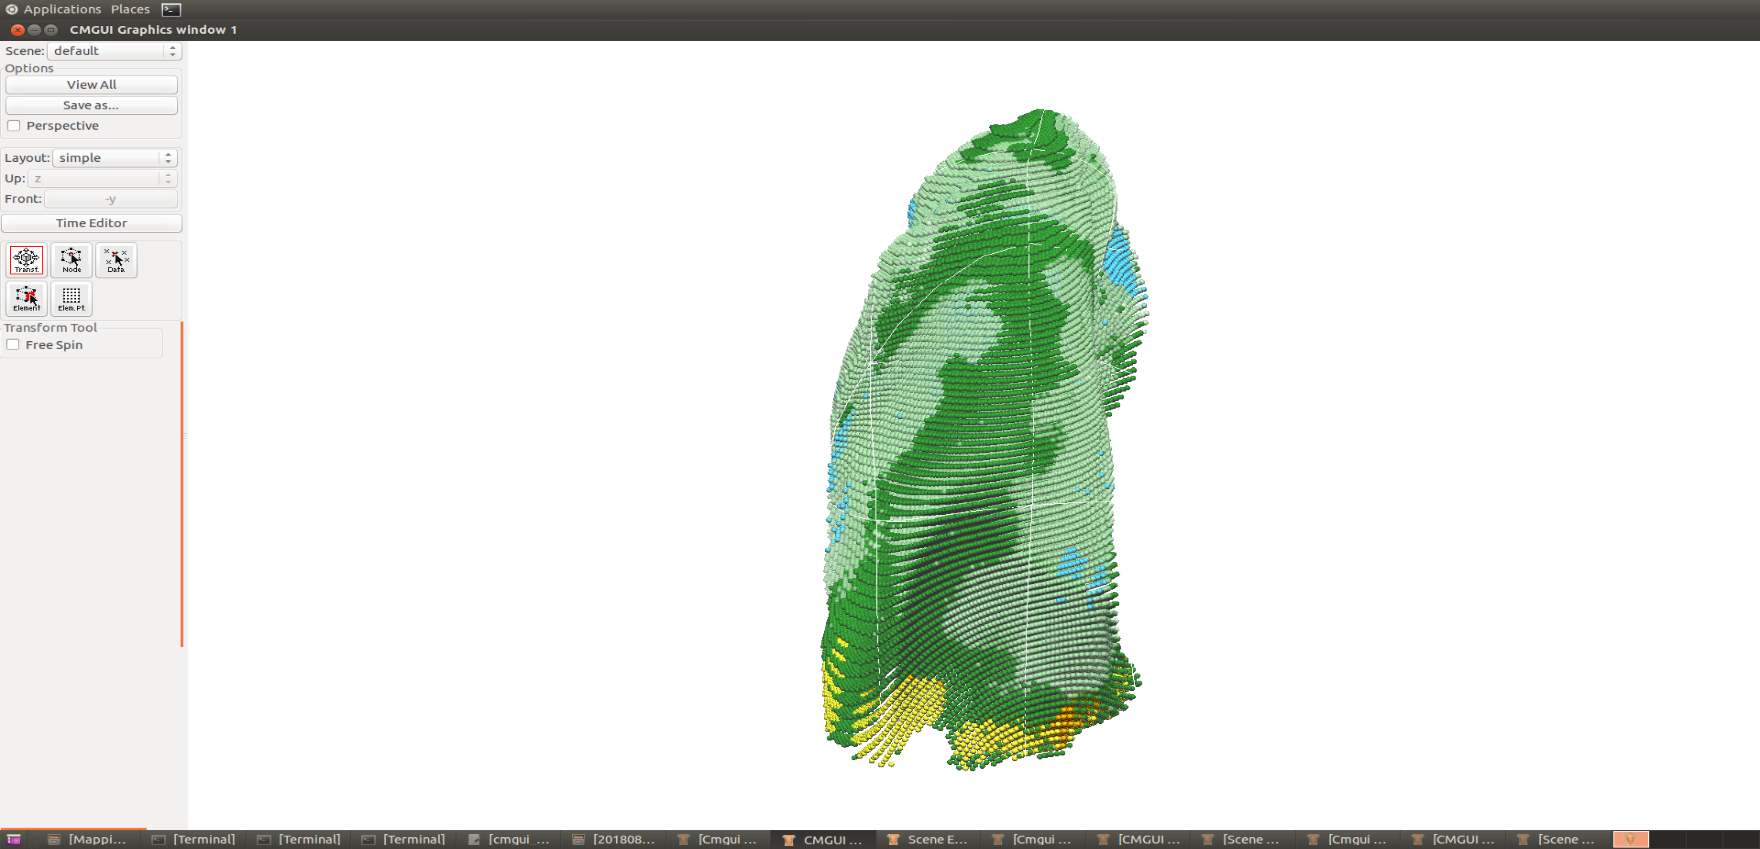 Applications Places
CMGUI Graphics window 1
Scene: default
Options
View All
Save as...
Perspective
Layout: simple
Up: z
Front: -y
Time Editor
Transf. Node Data
Element Elem. Pt.
Transform Tool
Free Spin
[Mappi... [Terminal] [Terminal] [Terminal] [cmgui_... [201808... [Cmgui ... CMGUI ... Scene E... [Cmgui ... [CMGUI ... [Scene ... [Cmgui ... [CMGUI ... [Scene ...